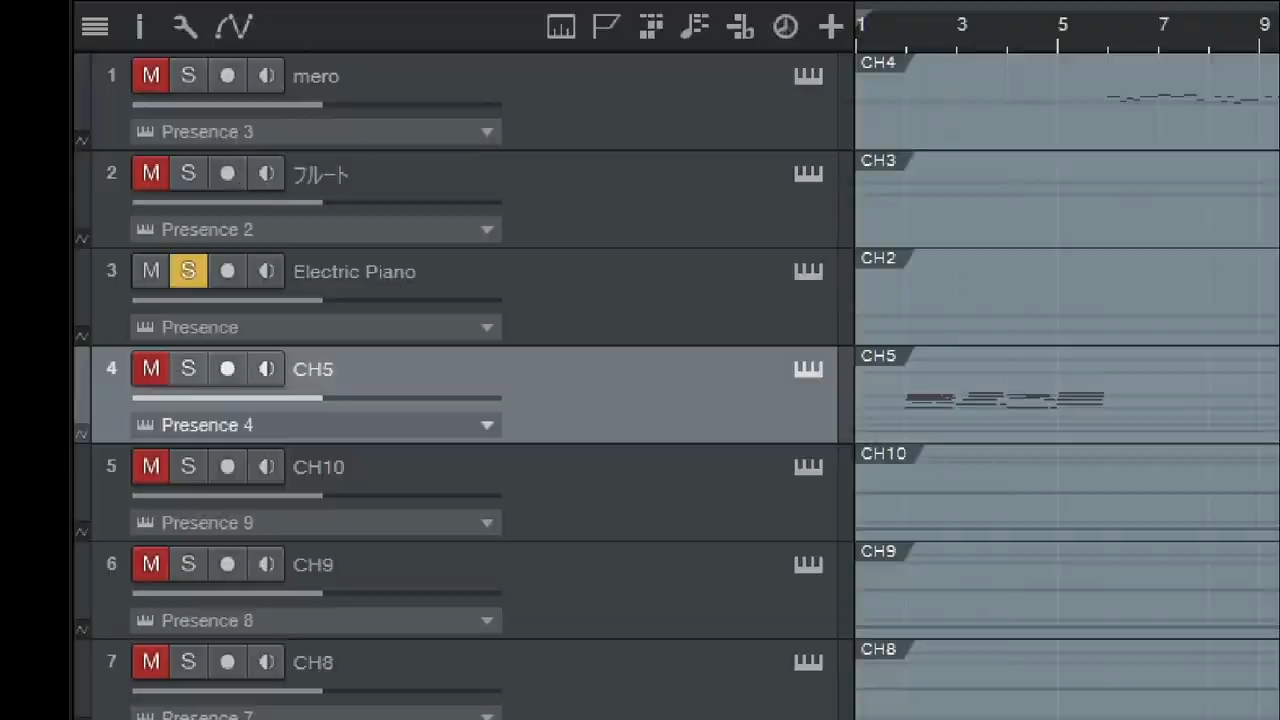 1 3 5 7 9
1 M S mero
Presence 3
CH4
2 M S フルート
Presence 2
CH3
3 M S Electric Piano
Presence
CH2
4 M S CH5
Presence 4
CH5
5 M S CH10
Presence 9
CH10
6 M S CH9
Presence 8
CH9
7 M S CH8
Presence 7
CH8